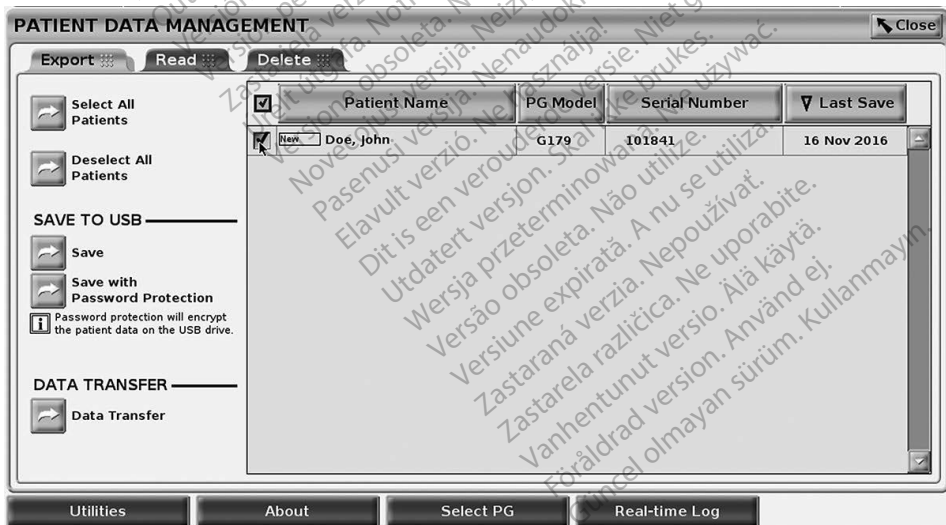 PATIENT DATA MANAGEMENT
Close
Export
Read
Delete
Select All
Patients
Deselect All
Patients
SAVE TO USB
Save
Save with
Password Protection
Password protection will encrypt
the patient data on the USB drive.
DATA TRANSFER
Data Transfer
Patient Name
PG Model
Serial Number
Last Save
New
Doe, John
G179
101841
16 Nov 2016
Utilities
About
Select PG
Real-time Log
Noveco
Pasenusi versija. Nenaudok
Elavult verzió. Ne használja!
Dit is een verouderde versie. Niet g
Utdatert versjon. Skal ikke brukes.
Wersja przeterminowana. Nie używać.
Versão obsoleta. Não utilize.
Versiune expirată. A nu se utiliza.
Zastaraná verzia. Nepoužívať.
Zastarela različica. Ne uporabite.
Vanhentunut versio. Älä käytä.
Föråldrad version. Använd ej.
Güncel olmayan sürüm. Kullanmayın.